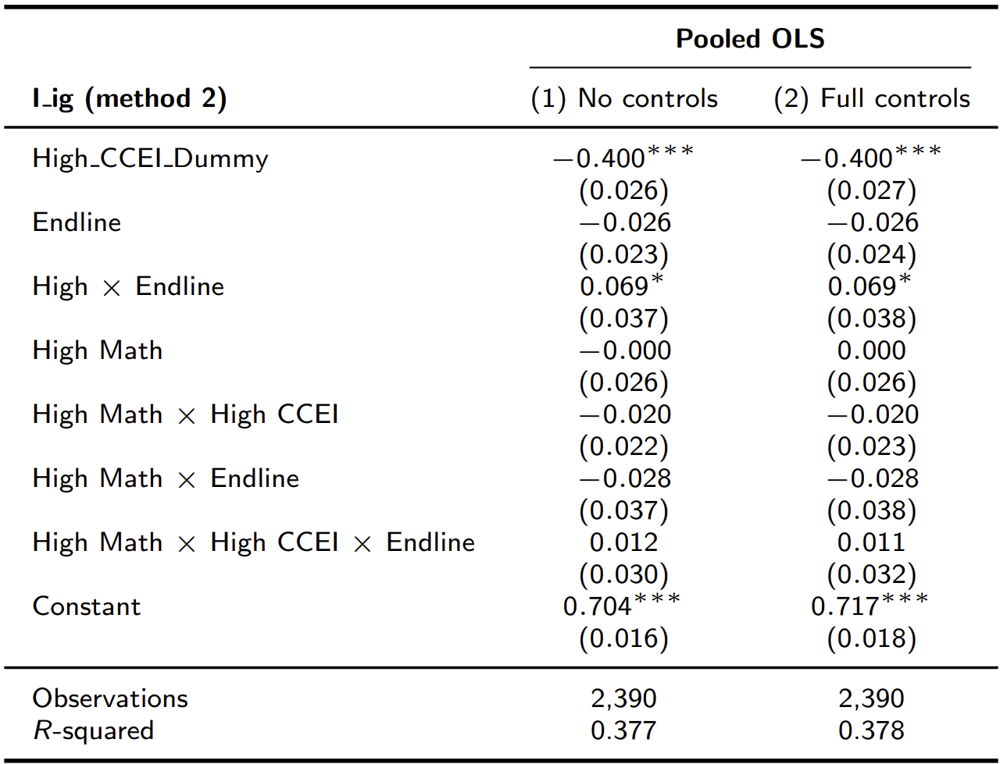 Pooled OLS
I_ig (method 2) (1) No controls (2) Full controls
High_CCEI_Dummy −0.400*** −0.400***
(0.026) (0.027)
Endline −0.026 −0.026
(0.023) (0.024)
High × Endline 0.069* 0.069*
(0.037) (0.038)
High Math −0.000 0.000
(0.026) (0.026)
High Math × High CCEI −0.020 −0.020
(0.022) (0.023)
High Math × Endline −0.028 −0.028
(0.037) (0.038)
High Math × High CCEI × Endline 0.012 0.011
(0.030) (0.032)
Constant 0.704*** 0.717***
(0.016) (0.018)
Observations 2,390 2,390
R-squared 0.377 0.378